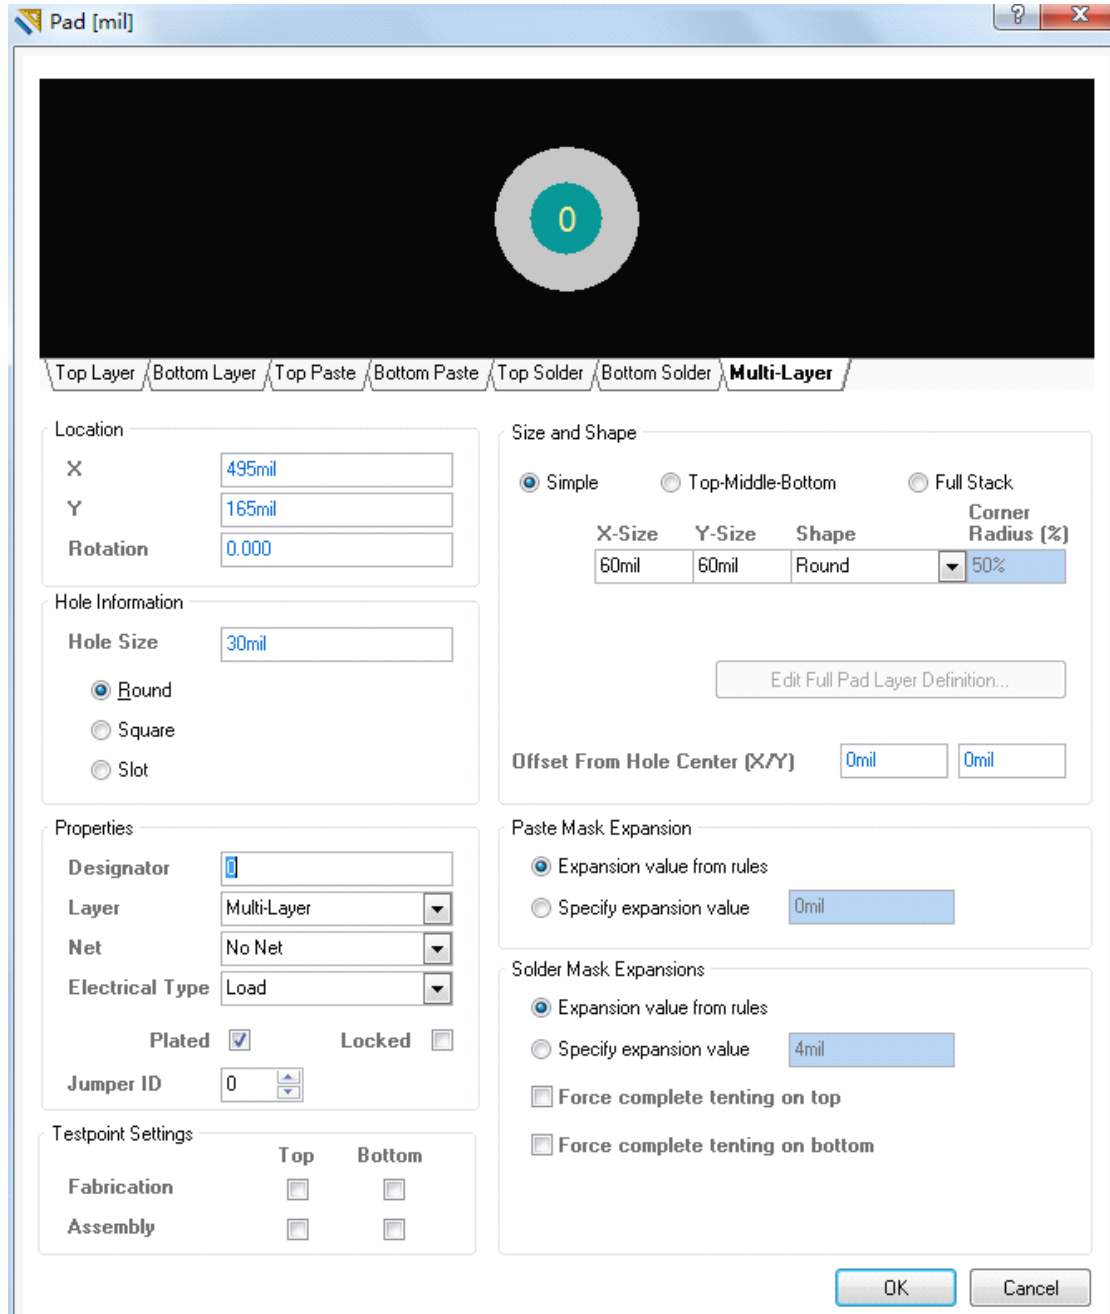 Pad [mil]
0
Top Layer Bottom Layer Top Paste Bottom Paste Top Solder Bottom Solder Multi-Layer
Location
X 495mil
Y 165mil
Rotation 0.000
Hole Information
Hole Size 30mil
Round
Square
Slot
Size and Shape
Simple Top-Middle-Bottom Full Stack
X-Size Y-Size Shape Corner Radius (%)
60mil 60mil Round 50%
Edit Full Pad Layer Definition...
Offset From Hole Center (X/Y) 0mil 0mil
Properties
Designator 0
Layer Multi-Layer
Net No Net
Electrical Type Load
Plated Locked
Jumper ID 0
Paste Mask Expansion
Expansion value from rules
Specify expansion value 0mil
Solder Mask Expansions
Expansion value from rules
Specify expansion value 4mil
Force complete tenting on top
Force complete tenting on bottom
Testpoint Settings
Top Bottom
Fabrication
Assembly
OK Cancel